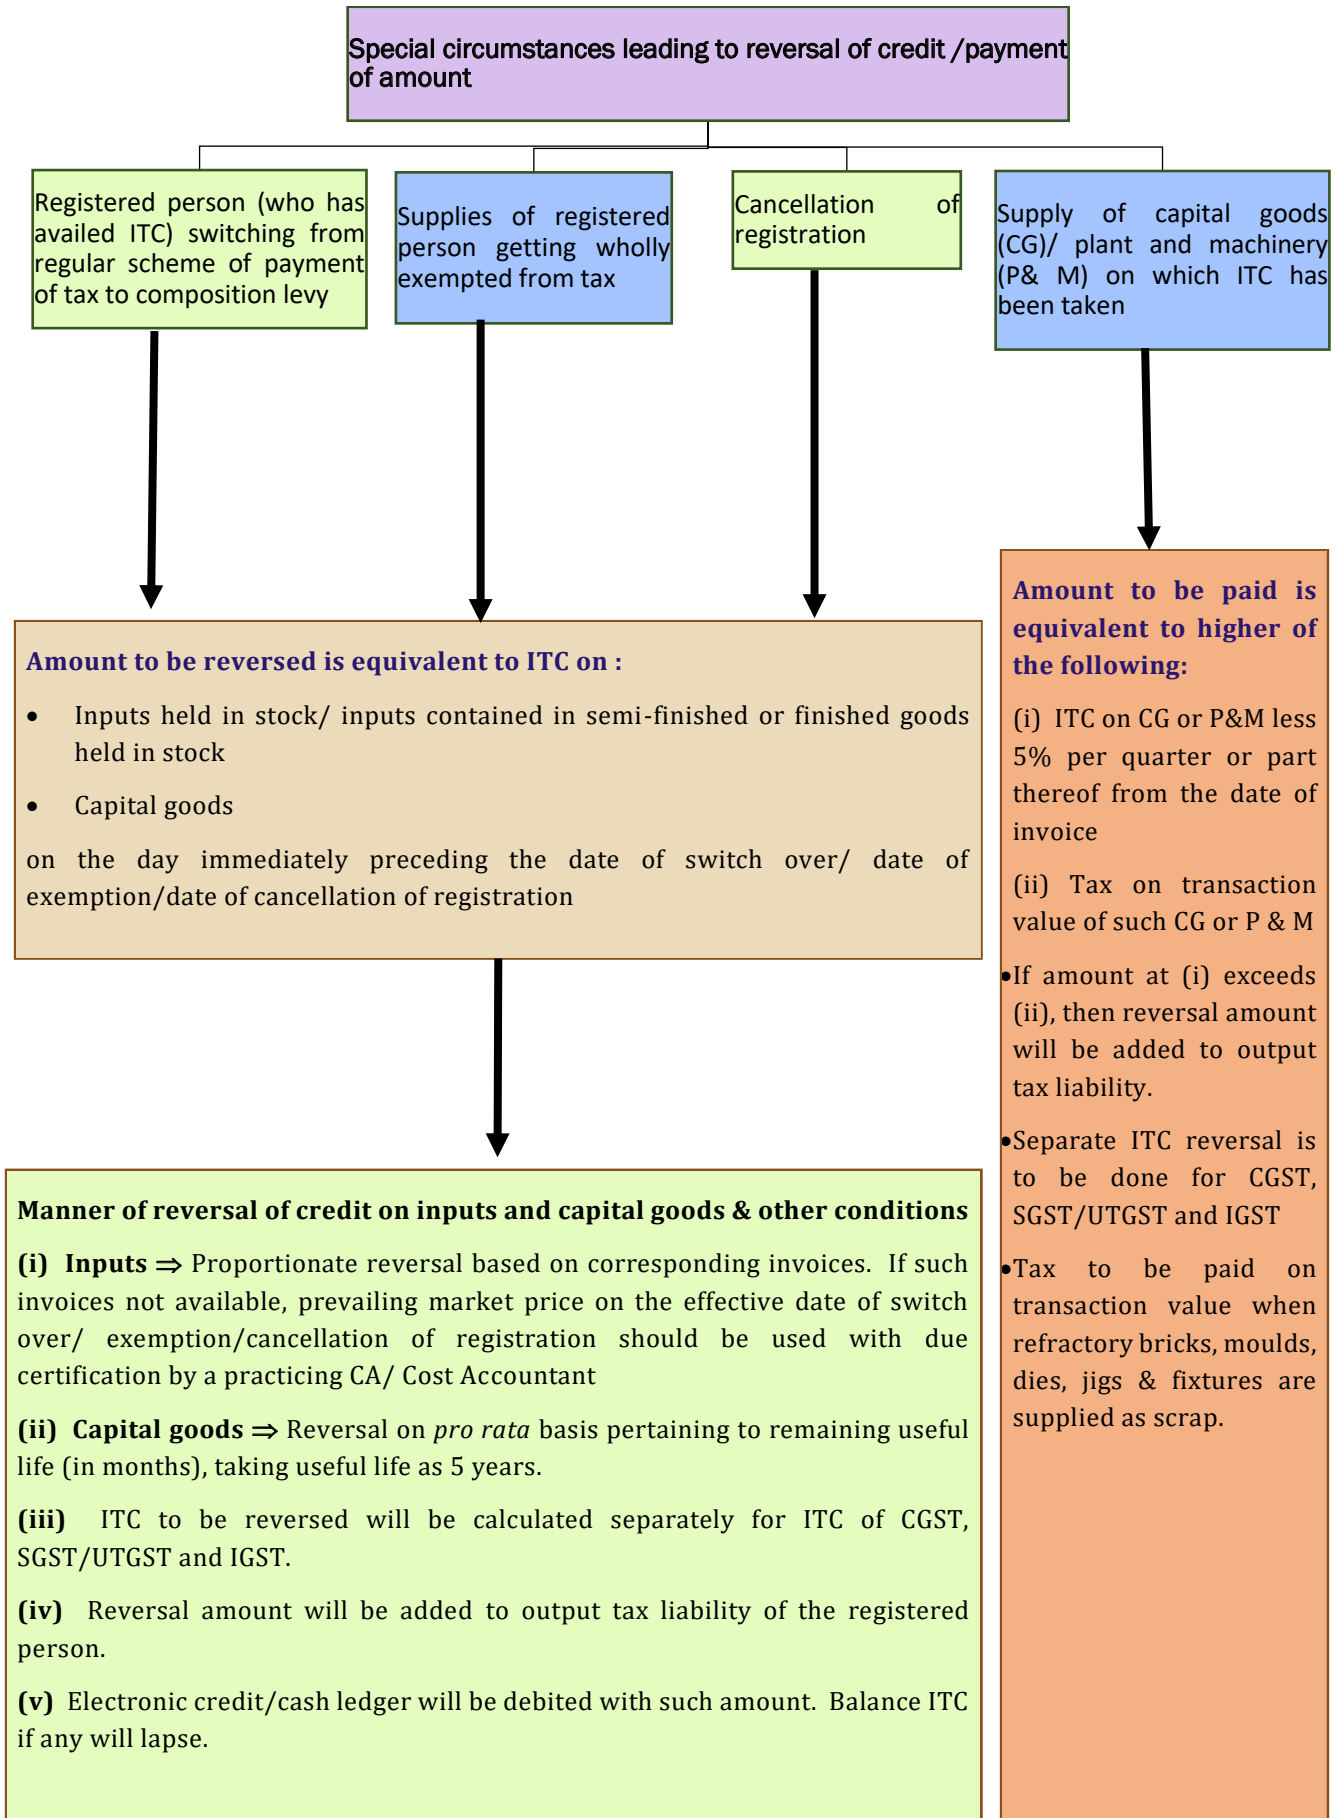 Special circumstances leading to reversal of credit /payment
of amount
Registered person (who has
availed ITC) switching from
regular scheme of payment
of tax to composition levy
Supplies of registered
person getting wholly
exempted from tax
Cancellation of
registration
Supply of capital goods
(CG)/ plant and machinery
(P& M) on which ITC has
been taken
Amount to be reversed is equivalent to ITC on :
• Inputs held in stock/ inputs contained in semi-finished or finished goods
held in stock
• Capital goods
on the day immediately preceding the date of switch over/ date of
exemption/date of cancellation of registration
Manner of reversal of credit on inputs and capital goods & other conditions
(i) Inputs ⇒ Proportionate reversal based on corresponding invoices. If such
invoices not available, prevailing market price on the effective date of switch
over/ exemption/cancellation of registration should be used with due
certification by a practicing CA/ Cost Accountant
(ii) Capital goods ⇒ Reversal on pro rata basis pertaining to remaining useful
life (in months), taking useful life as 5 years.
(iii) ITC to be reversed will be calculated separately for ITC of CGST,
SGST/UTGST and IGST.
(iv) Reversal amount will be added to output tax liability of the registered
person.
(v) Electronic credit/cash ledger will be debited with such amount. Balance ITC
if any will lapse.
Amount to be paid is
equivalent to higher of
the following:
(i) ITC on CG or P&M less
5% per quarter or part
thereof from the date of
invoice
(ii) Tax on transaction
value of such CG or P & M
•If amount at (i) exceeds
(ii), then reversal amount
will be added to output
tax liability.
•Separate ITC reversal is
to be done for CGST,
SGST/UTGST and IGST
•Tax to be paid on
transaction value when
refractory bricks, moulds,
dies, jigs & fixtures are
supplied as scrap.